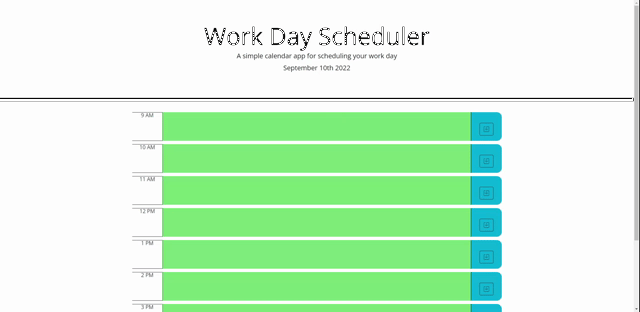 Work Day Scheduler
A simple calendar app for scheduling your work day
September 10th 2022
9 AM
10 AM
11 AM
12 PM
1 PM
2 PM
3 PM